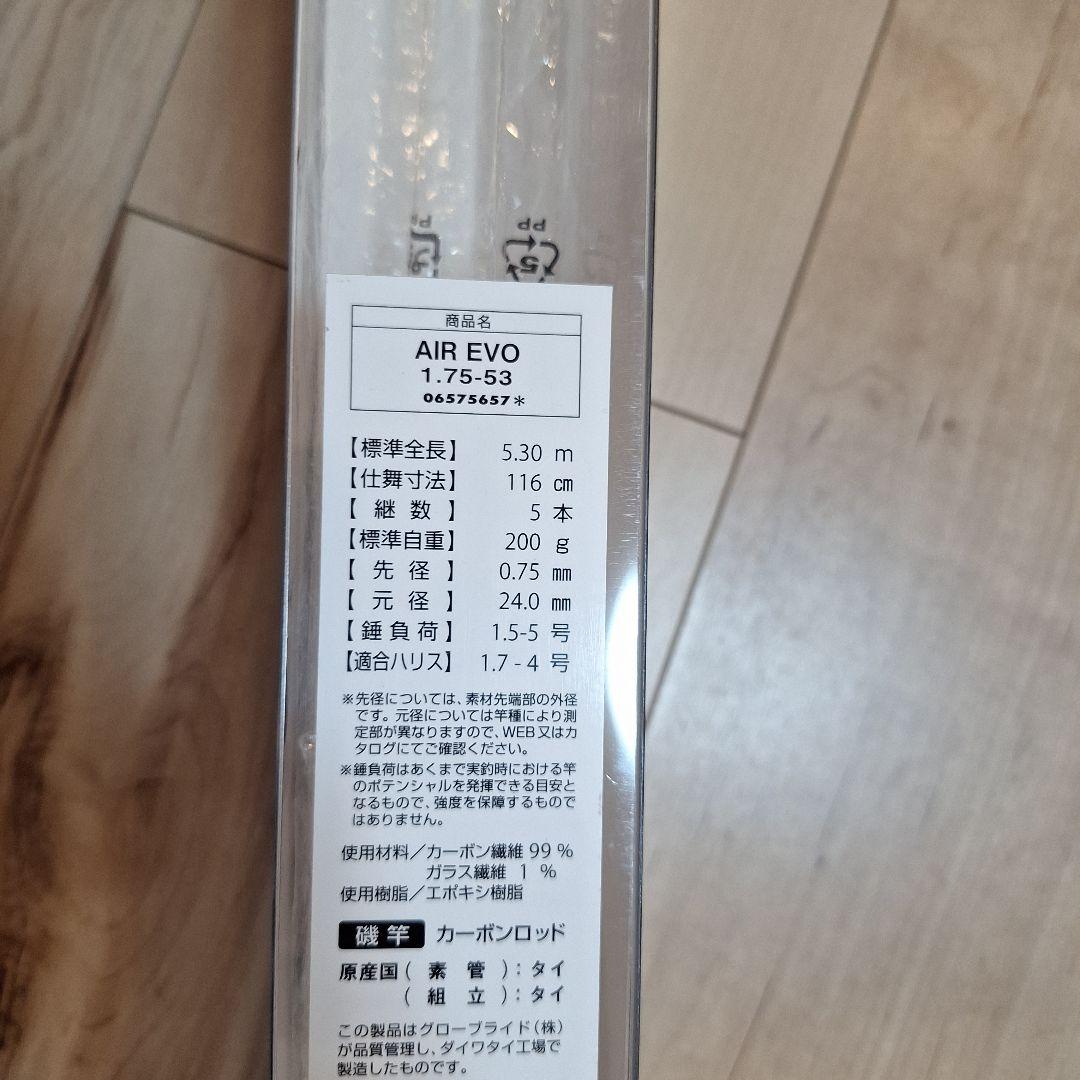 PP
5
PP
商品名
AIR EVO
1.75-53
06575657*
【標準全長】 5.30 m
【仕舞寸法】 116 cm
【継数】 5 本
【標準自重】 200 g
【先径】 0.75 mm
【元径】 24.0 mm
【錘負荷】 1.5-5 号
【適合ハリス】 1.7-4 号
※先径については、素材先端部の外径
です。元径については竿種により測
定部が異なりますので、WEB又はカ
タログにてご確認ください。
※錘負荷はあくまで実釣時における竿
のポテンシャルを発揮できる目安と
なるもので、強度を保障するもので
はありません。
使用材料/カーボン繊維 99 %
ガラス繊維 1 %
使用樹脂/エポキシ樹脂
磯竿 カーボンロッド
原産国(素管):タイ
(組立):タイ
この製品はグローブライド(株)
が品質管理し、ダイワタイ工場で
製造したものです。